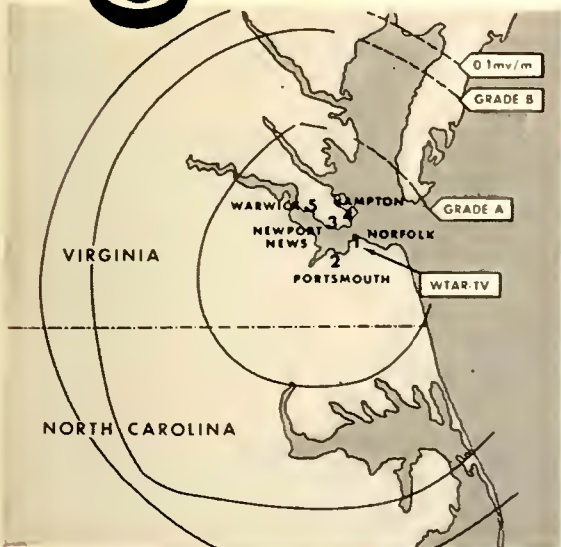 0.1mv/m
GRADE B
WARWICK 5
HAMPTON
GRADE A
3
4
NEWPORT
NEWS
1
NORFOLK
VIRGINIA
2
PORTSMOUTH
WTAR-TV
NORTH CAROLINA